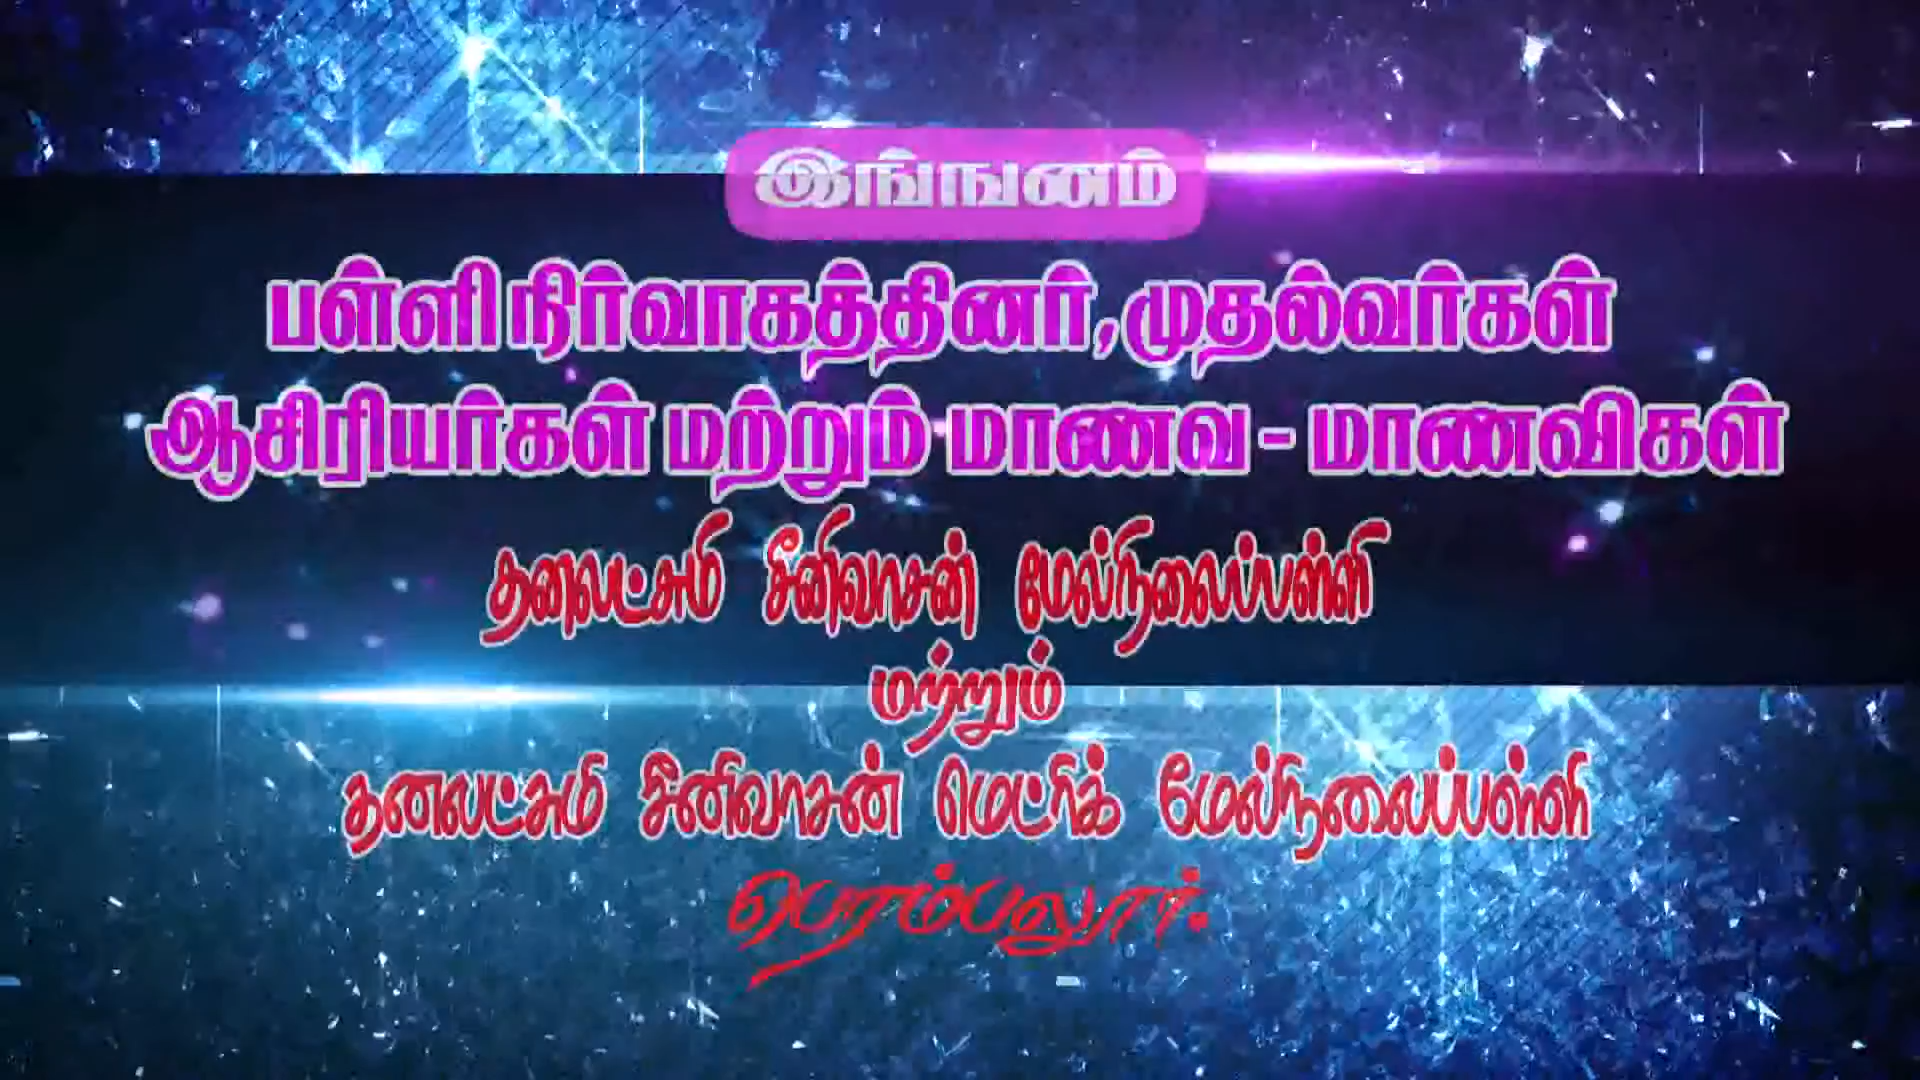 இங்ஙனம்
பள்ளி நிர்வாகத்தினர், முதல்வர்கள்
ஆசிரியர்கள் மற்றும் மாணவ - மாணவிகள்
தனலட்சுமி சீனிவாசன் மேல்நிலைப்பள்ளி
மற்றும்
தனலட்சுமி சீனிவாசன் மெட்ரிக் மேல்நிலைப்பள்ளி
பெரம்பலூர்.